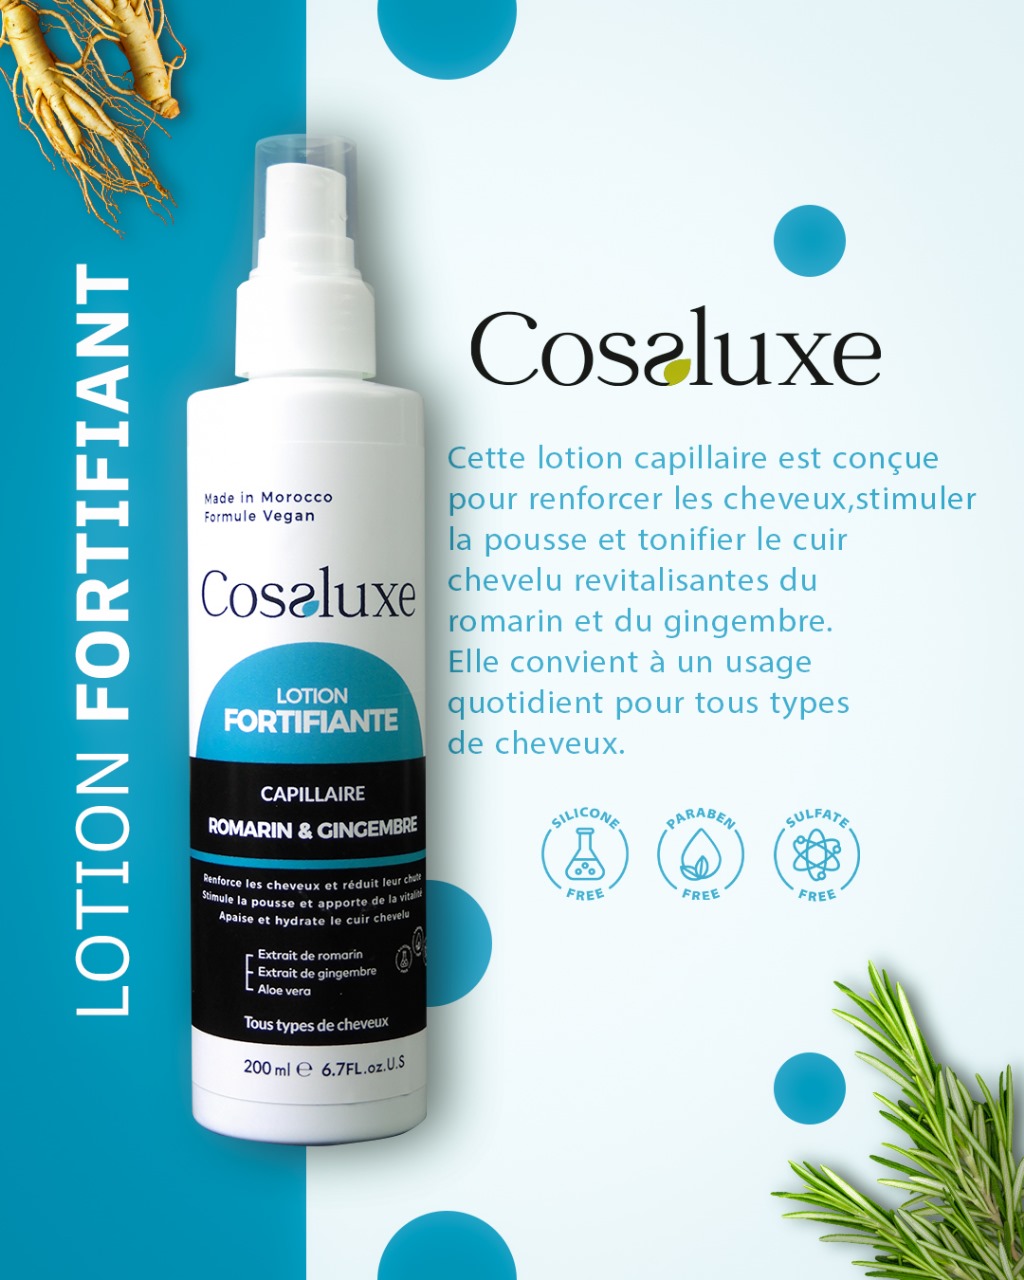 LOTION FORTIFIANT
Made in Morocco
Formule Vegan
Cosaluxe
LOTION
FORTIFIANTE
CAPILLAIRE
ROMARIN & GINGEMBRE
Renforce les cheveux et réduit leur chute
Stimule la pousse et apporte de la vitalité
Apaise et hydrate le cuir chevelu
Extrait de romarin
Extrait de gingembre
Aloe vera
Tous types de cheveux
200 ml ℮ 6.7FL.oz.U.S
Cosaluxe
Cette lotion capillaire est conçue
pour renforcer les cheveux,stimuler
la pousse et tonifier le cuir
chevelu revitalisantes du
romarin et du gingembre.
Elle convient à un usage
quotidient pour tous types
de cheveux.
SILICONE FREE
PARABEN FREE
SULFATE FREE